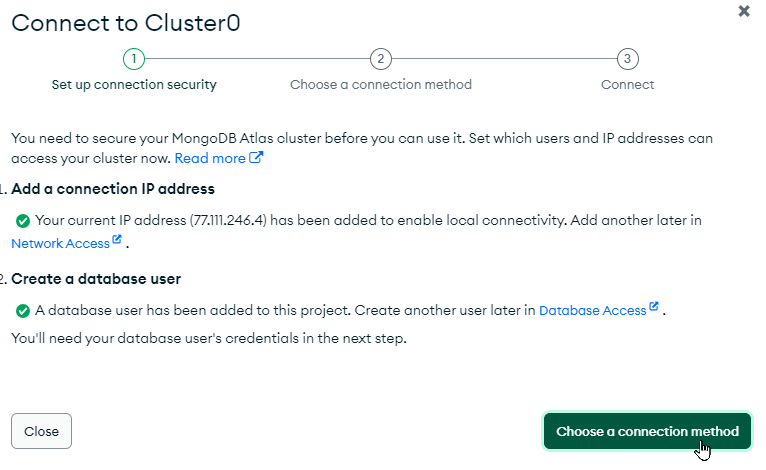 Connect to Cluster0
1 2 3
Set up connection security Choose a connection method Connect
You need to secure your MongoDB Atlas cluster before you can use it. Set which users and IP addresses can
access your cluster now. Read more
1. Add a connection IP address
Your current IP address (77.111.246.4) has been added to enable local connectivity. Add another later in
Network Access .
2. Create a database user
A database user has been added to this project. Create another user later in Database Access .
You'll need your database user's credentials in the next step.
Close Choose a connection method